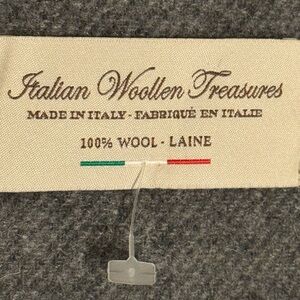 Italian Woollen Treasures
MADE IN ITALY - FABRIQUÉ EN ITALIE
100% WOOL - LAINE